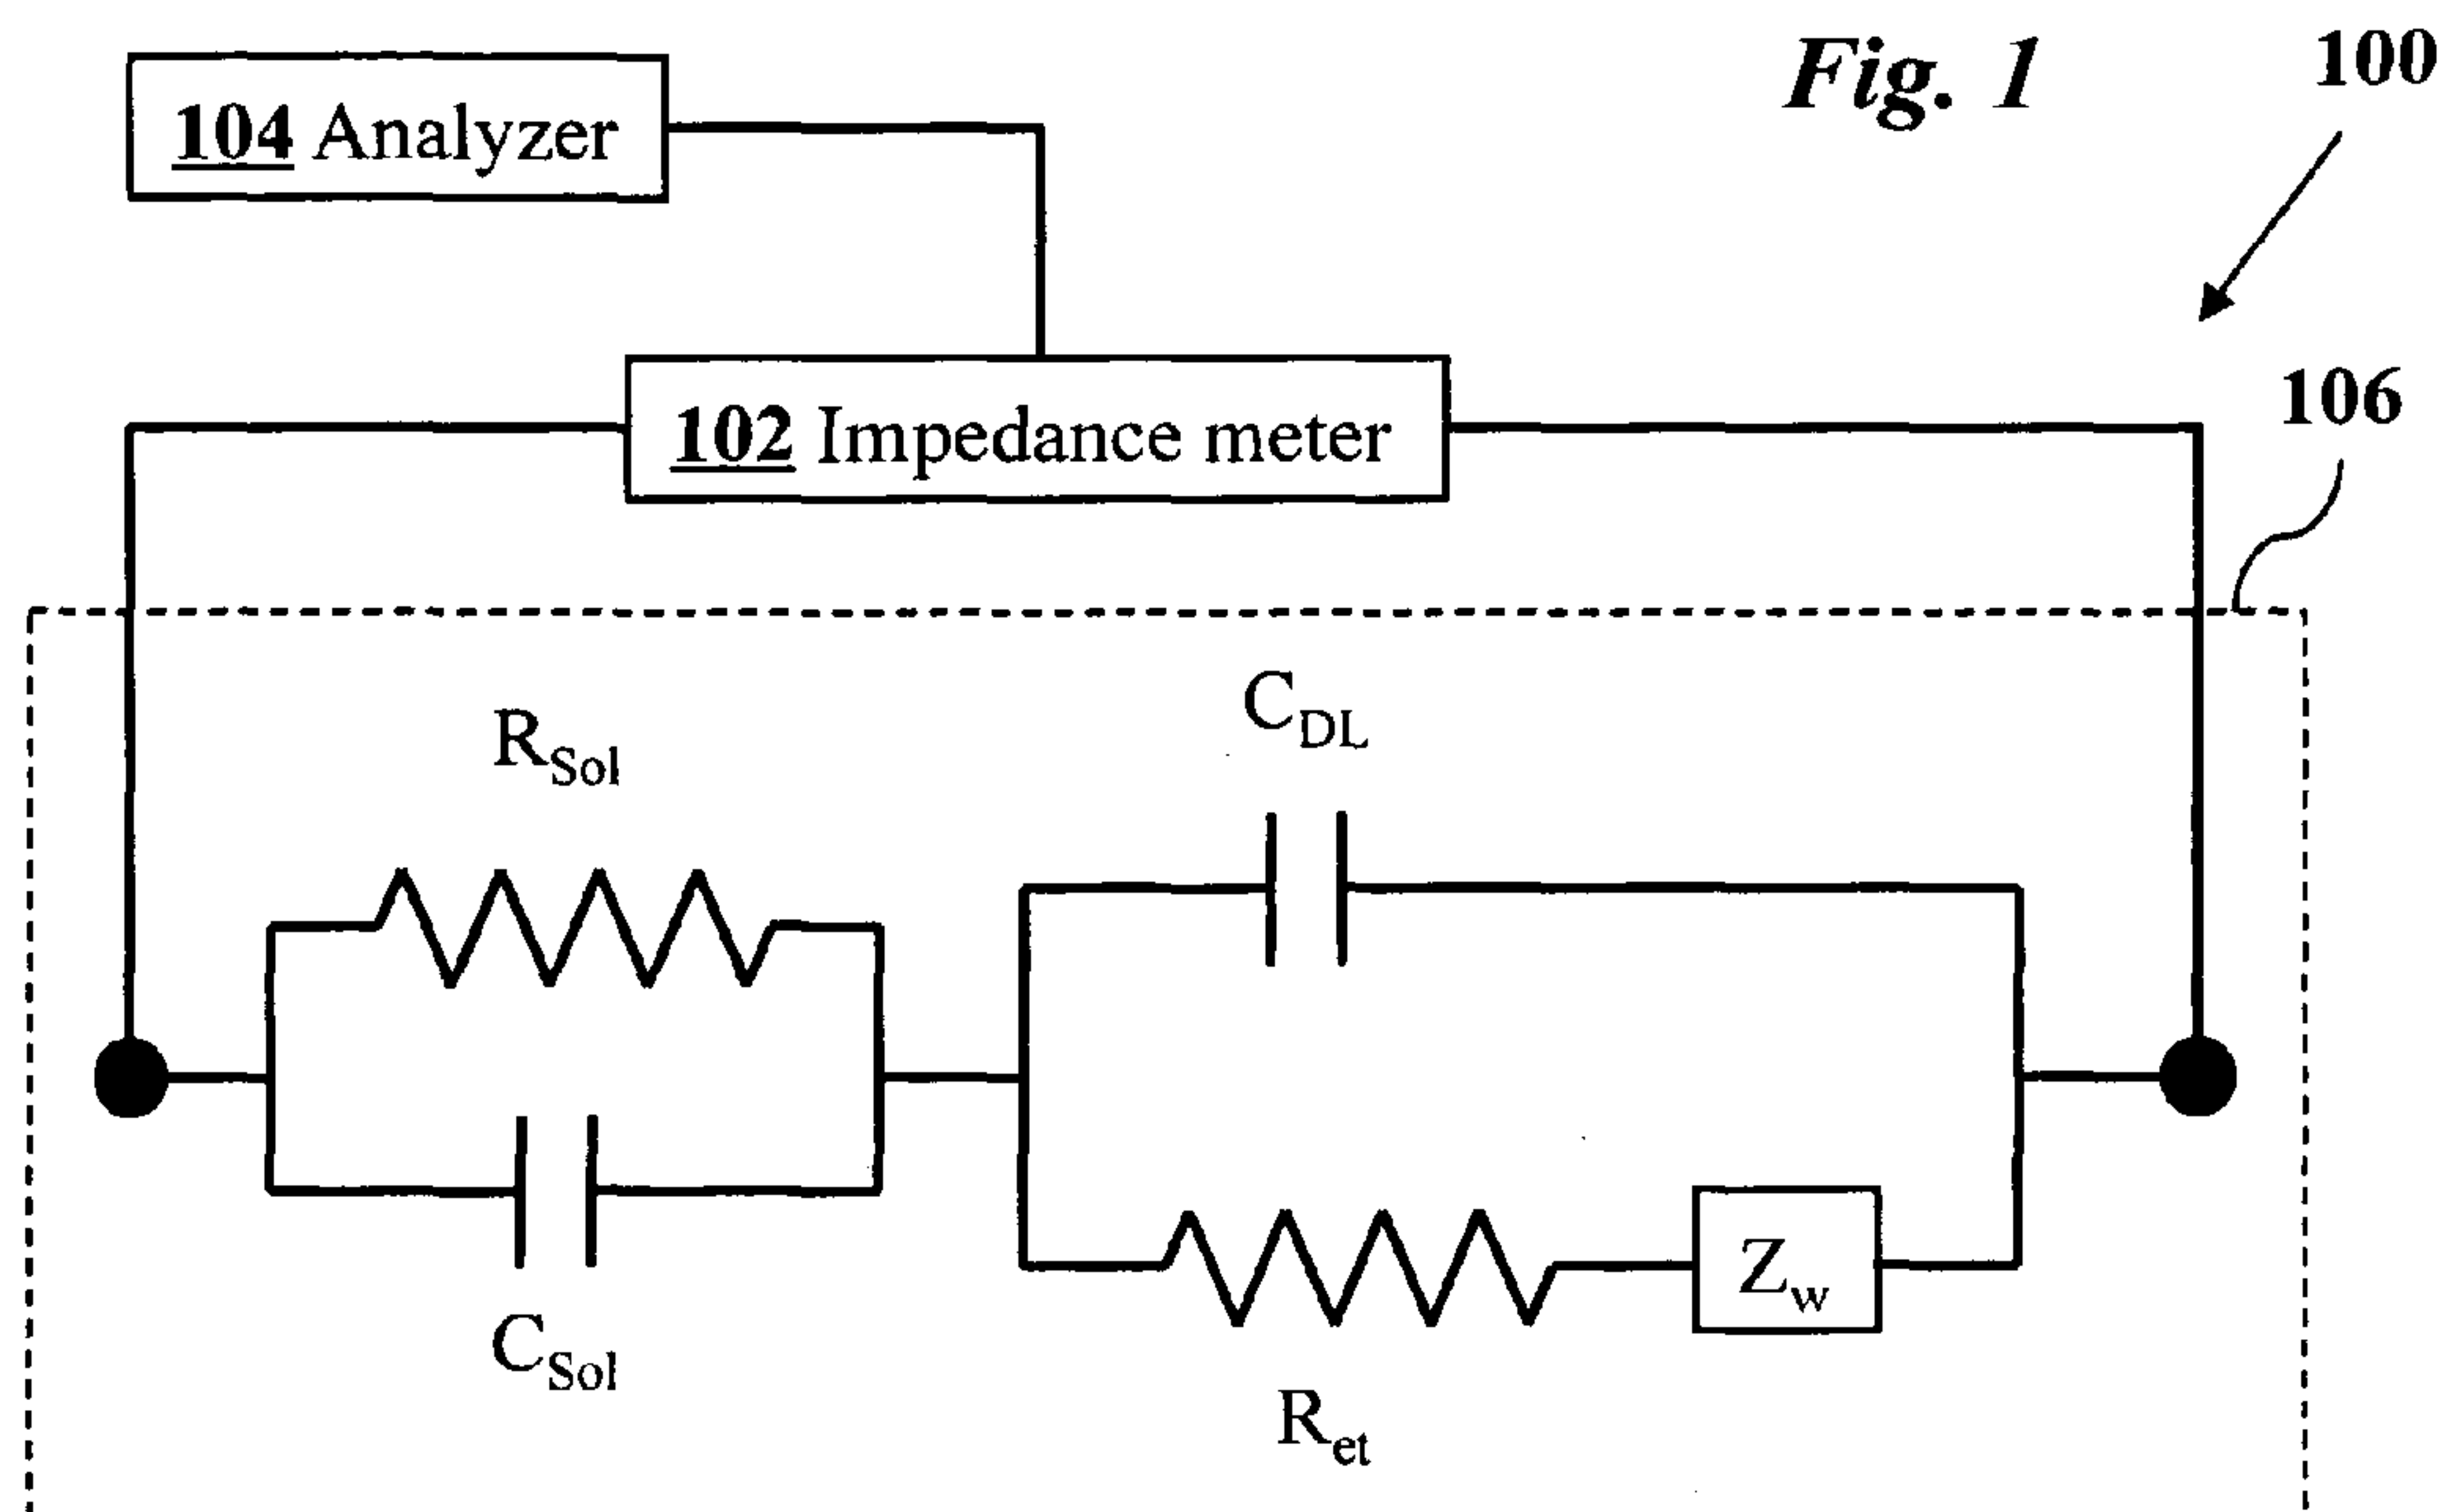 Fig. 1
100
104 Analyzer
102 Impedance meter
106
R_Sol
C_DL
C_Sol
Z_w
R_et